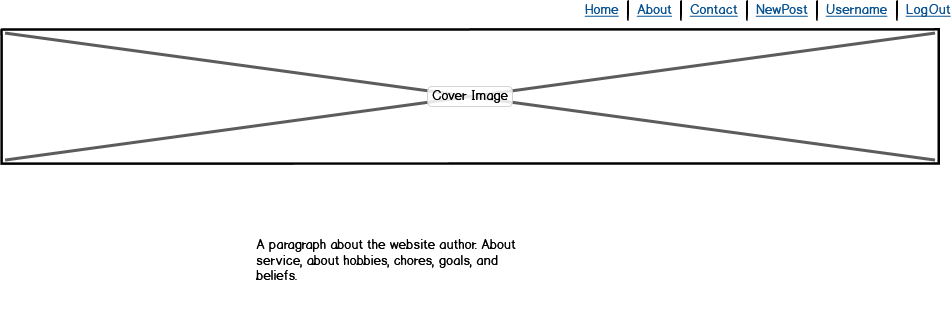 Home | About | Contact | NewPost | Username | LogOut
Cover Image
A paragraph about the website author. About
service, about hobbies, chores, goals, and
beliefs.